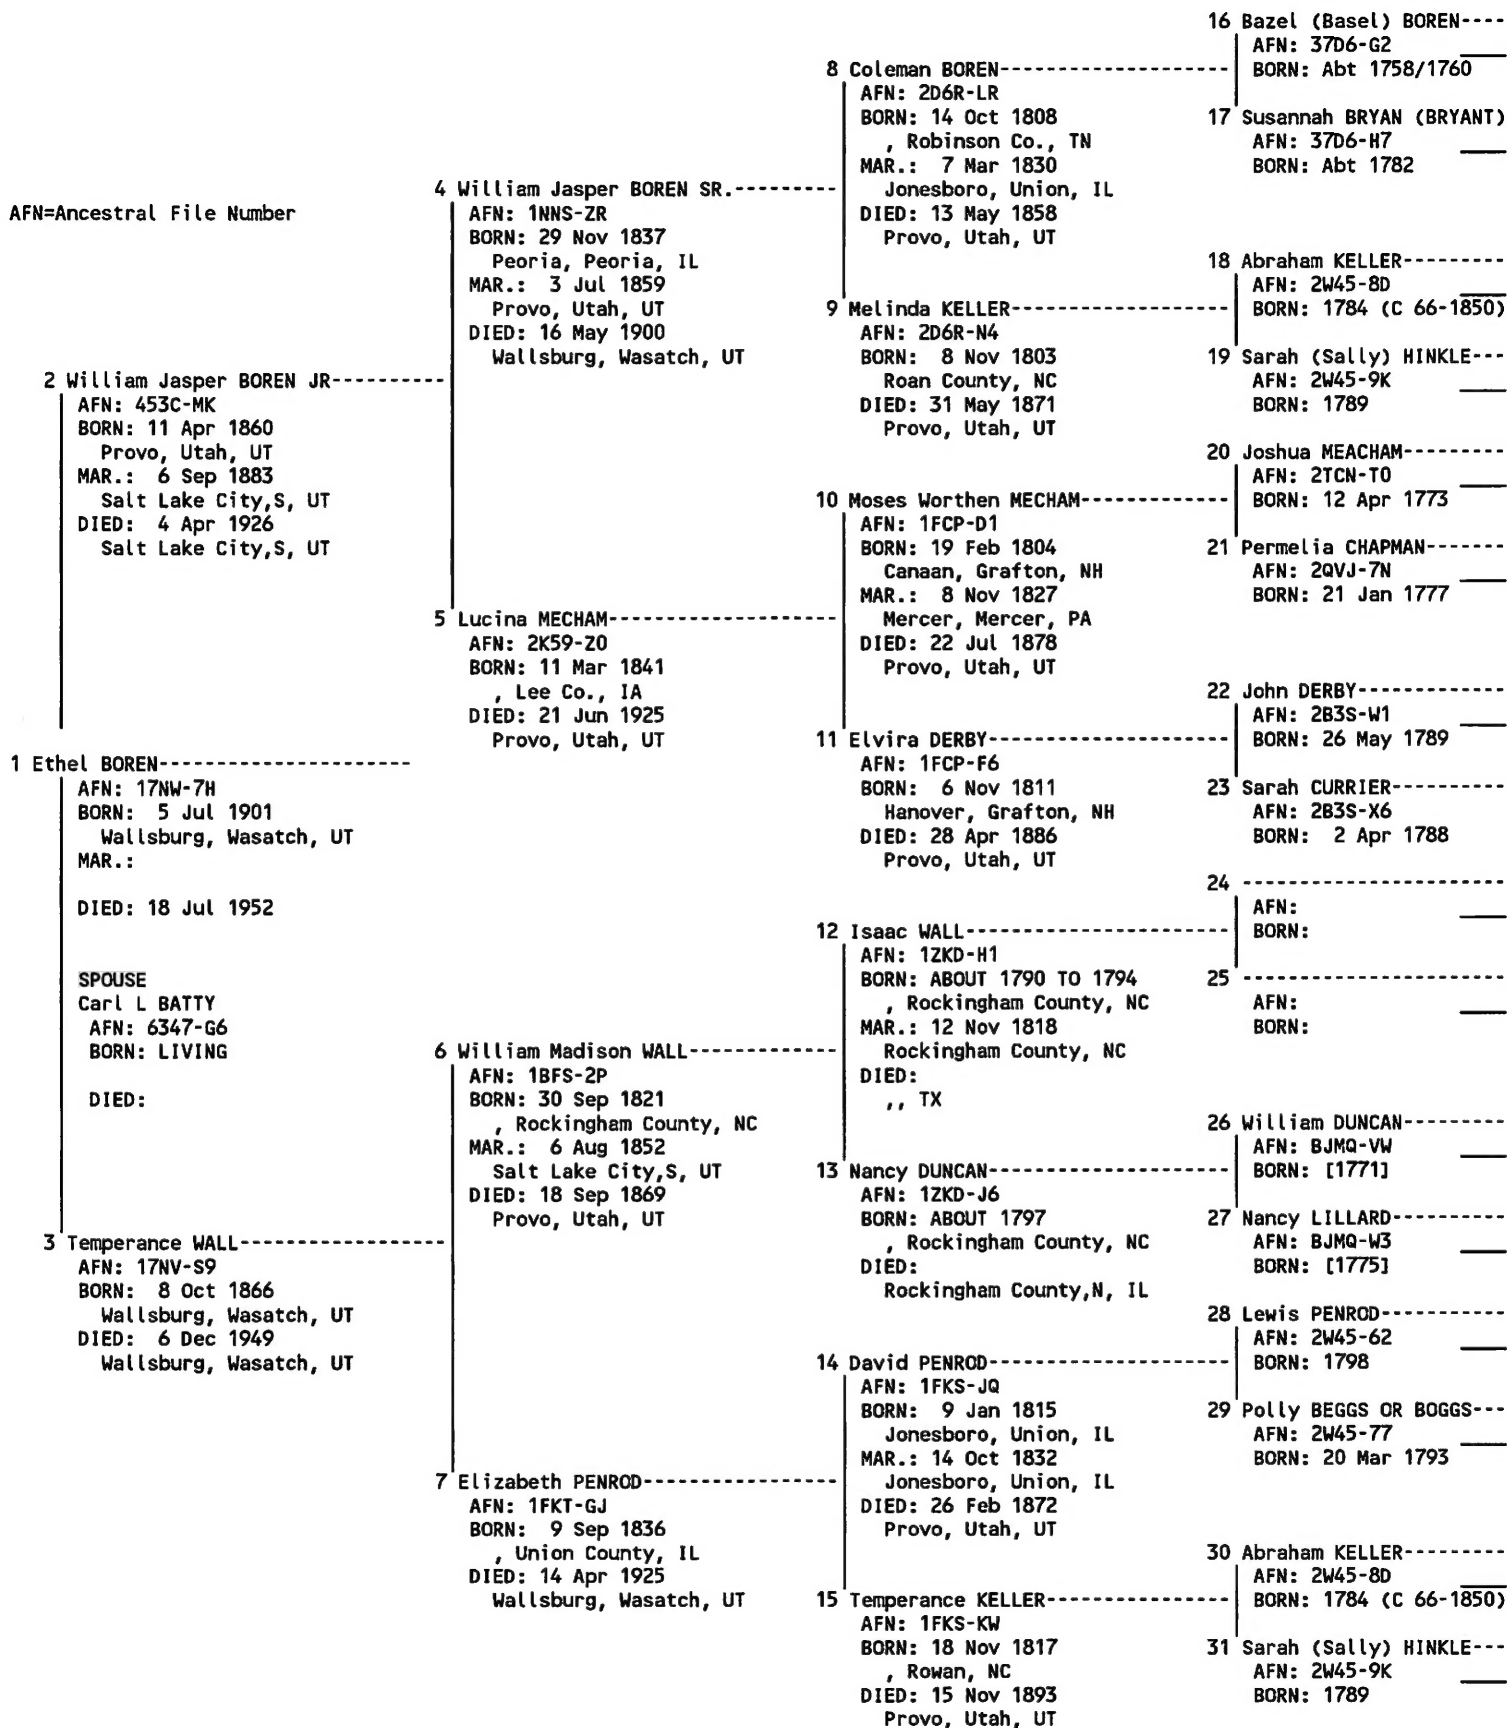 AFN=Ancestral File Number
1 Ethel BOREN----------------------
AFN: 17NW-7H
BORN: 5 Jul 1901
Wallsburg, Wasatch, UT
MAR.:
DIED: 18 Jul 1952
SPOUSE
Carl L BATTY
AFN: 6347-G6
BORN: LIVING
DIED:
2 William Jasper BOREN JR----------
AFN: 453C-MK
BORN: 11 Apr 1860
Provo, Utah, UT
MAR.: 6 Sep 1883
Salt Lake City,S, UT
DIED: 4 Apr 1926
Salt Lake City,S, UT
3 Temperance WALL------------------
AFN: 17NV-S9
BORN: 8 Oct 1866
Wallsburg, Wasatch, UT
DIED: 6 Dec 1949
Wallsburg, Wasatch, UT
4 William Jasper BOREN SR.---------
AFN: 1NNS-ZR
BORN: 29 Nov 1837
Peoria, Peoria, IL
MAR.: 3 Jul 1859
Provo, Utah, UT
DIED: 16 May 1900
Wallsburg, Wasatch, UT
5 Lucina MECHAM--------------------
AFN: 2K59-Z0
BORN: 11 Mar 1841
, Lee Co., IA
DIED: 21 Jun 1925
Provo, Utah, UT
6 William Madison WALL-------------
AFN: 1BFS-2P
BORN: 30 Sep 1821
, Rockingham County, NC
MAR.: 6 Aug 1852
Salt Lake City,S, UT
DIED: 18 Sep 1869
Provo, Utah, UT
7 Elizabeth PENROD-----------------
AFN: 1FKT-GJ
BORN: 9 Sep 1836
, Union County, IL
DIED: 14 Apr 1925
Wallsburg, Wasatch, UT
8 Coleman BOREN--------------------
AFN: 2D6R-LR
BORN: 14 Oct 1808
, Robinson Co., TN
MAR.: 7 Mar 1830
Jonesboro, Union, IL
DIED: 13 May 1858
Provo, Utah, UT
9 Melinda KELLER-------------------
AFN: 2D6R-N4
BORN: 8 Nov 1803
Roan County, NC
DIED: 31 May 1871
Provo, Utah, UT
10 Moses Worthen MECHAM-------------
AFN: 1FCP-D1
BORN: 19 Feb 1804
Canaan, Grafton, NH
MAR.: 8 Nov 1827
Mercer, Mercer, PA
DIED: 22 Jul 1878
Provo, Utah, UT
11 Elvira DERBY---------------------
AFN: 1FCP-F6
BORN: 6 Nov 1811
Hanover, Grafton, NH
DIED: 28 Apr 1886
Provo, Utah, UT
12 Isaac WALL-----------------------
AFN: 1ZKD-H1
BORN: ABOUT 1790 TO 1794
, Rockingham County, NC
MAR.: 12 Nov 1818
Rockingham County, NC
DIED:
,, TX
13 Nancy DUNCAN---------------------
AFN: 1ZKD-J6
BORN: ABOUT 1797
, Rockingham County, NC
DIED:
Rockingham County,N, IL
14 David PENROD---------------------
AFN: 1FKS-JQ
BORN: 9 Jan 1815
Jonesboro, Union, IL
MAR.: 14 Oct 1832
Jonesboro, Union, IL
DIED: 26 Feb 1872
Provo, Utah, UT
15 Temperance KELLER----------------
AFN: 1FKS-KW
BORN: 18 Nov 1817
, Rowan, NC
DIED: 15 Nov 1893
Provo, Utah, UT
16 Bazel (Basel) BOREN----
AFN: 37D6-G2
BORN: Abt 1758/1760
17 Susannah BRYAN (BRYANT)
AFN: 37D6-H7
BORN: Abt 1782
18 Abraham KELLER---------
AFN: 2W45-8D
BORN: 1784 (C 66-1850)
19 Sarah (Sally) HINKLE---
AFN: 2W45-9K
BORN: 1789
20 Joshua MEACHAM---------
AFN: 2TCN-T0
BORN: 12 Apr 1773
21 Permelia CHAPMAN-------
AFN: 2QVJ-7N
BORN: 21 Jan 1777
22 John DERBY-------------
AFN: 2B3S-W1
BORN: 26 May 1789
23 Sarah CURRIER----------
AFN: 2B3S-X6
BORN: 2 Apr 1788
24 -----------------------
AFN:
BORN:
25 -----------------------
AFN:
BORN:
26 William DUNCAN---------
AFN: BJMQ-VW
BORN: [1771]
27 Nancy LILLARD----------
AFN: BJMQ-W3
BORN: [1775]
28 Lewis PENROD-----------
AFN: 2W45-62
BORN: 1798
29 Polly BEGGS OR BOGGS---
AFN: 2W45-77
BORN: 20 Mar 1793
30 Abraham KELLER---------
AFN: 2W45-8D
BORN: 1784 (C 66-1850)
31 Sarah (Sally) HINKLE---
AFN: 2W45-9K
BORN: 1789